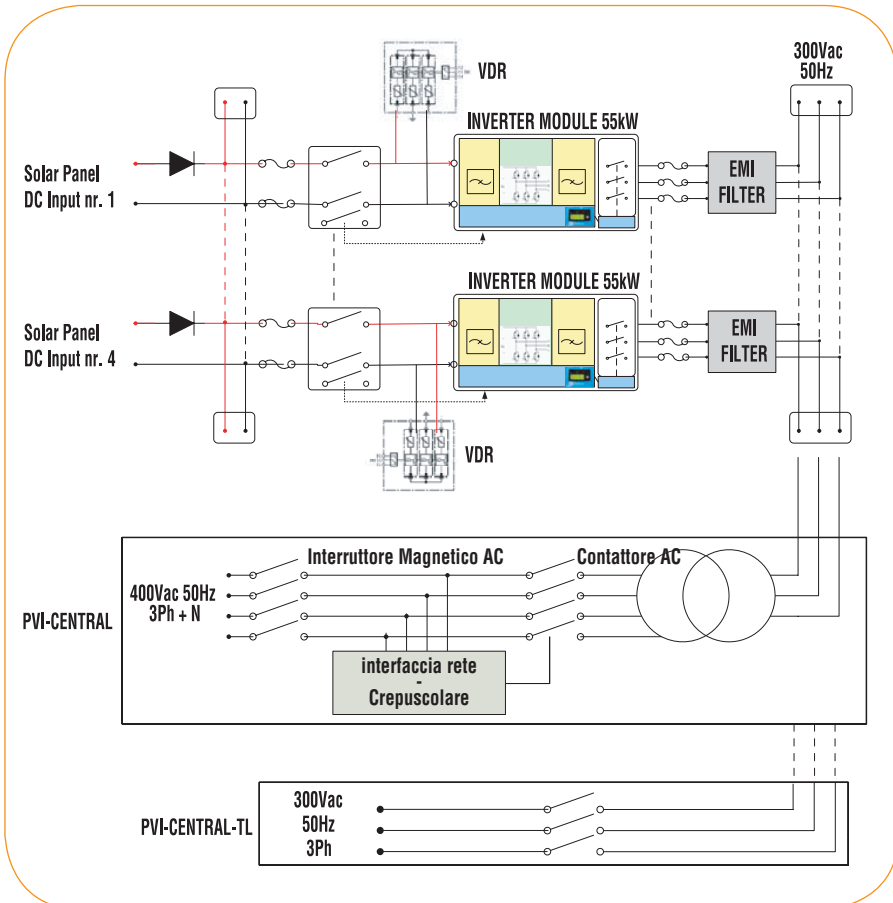 VDR
300Vac
50Hz
INVERTER MODULE 55kW
Solar Panel
DC Input nr. 1
EMI
FILTER
INVERTER MODULE 55kW
Solar Panel
DC Input nr. 4
EMI
FILTER
VDR
PVI-CENTRAL
Interruttore Magnetico AC
Contattore AC
400Vac 50Hz
3Ph + N
interfaccia rete
-
Crepuscolare
PVI-CENTRAL-TL
300Vac
50Hz
3Ph